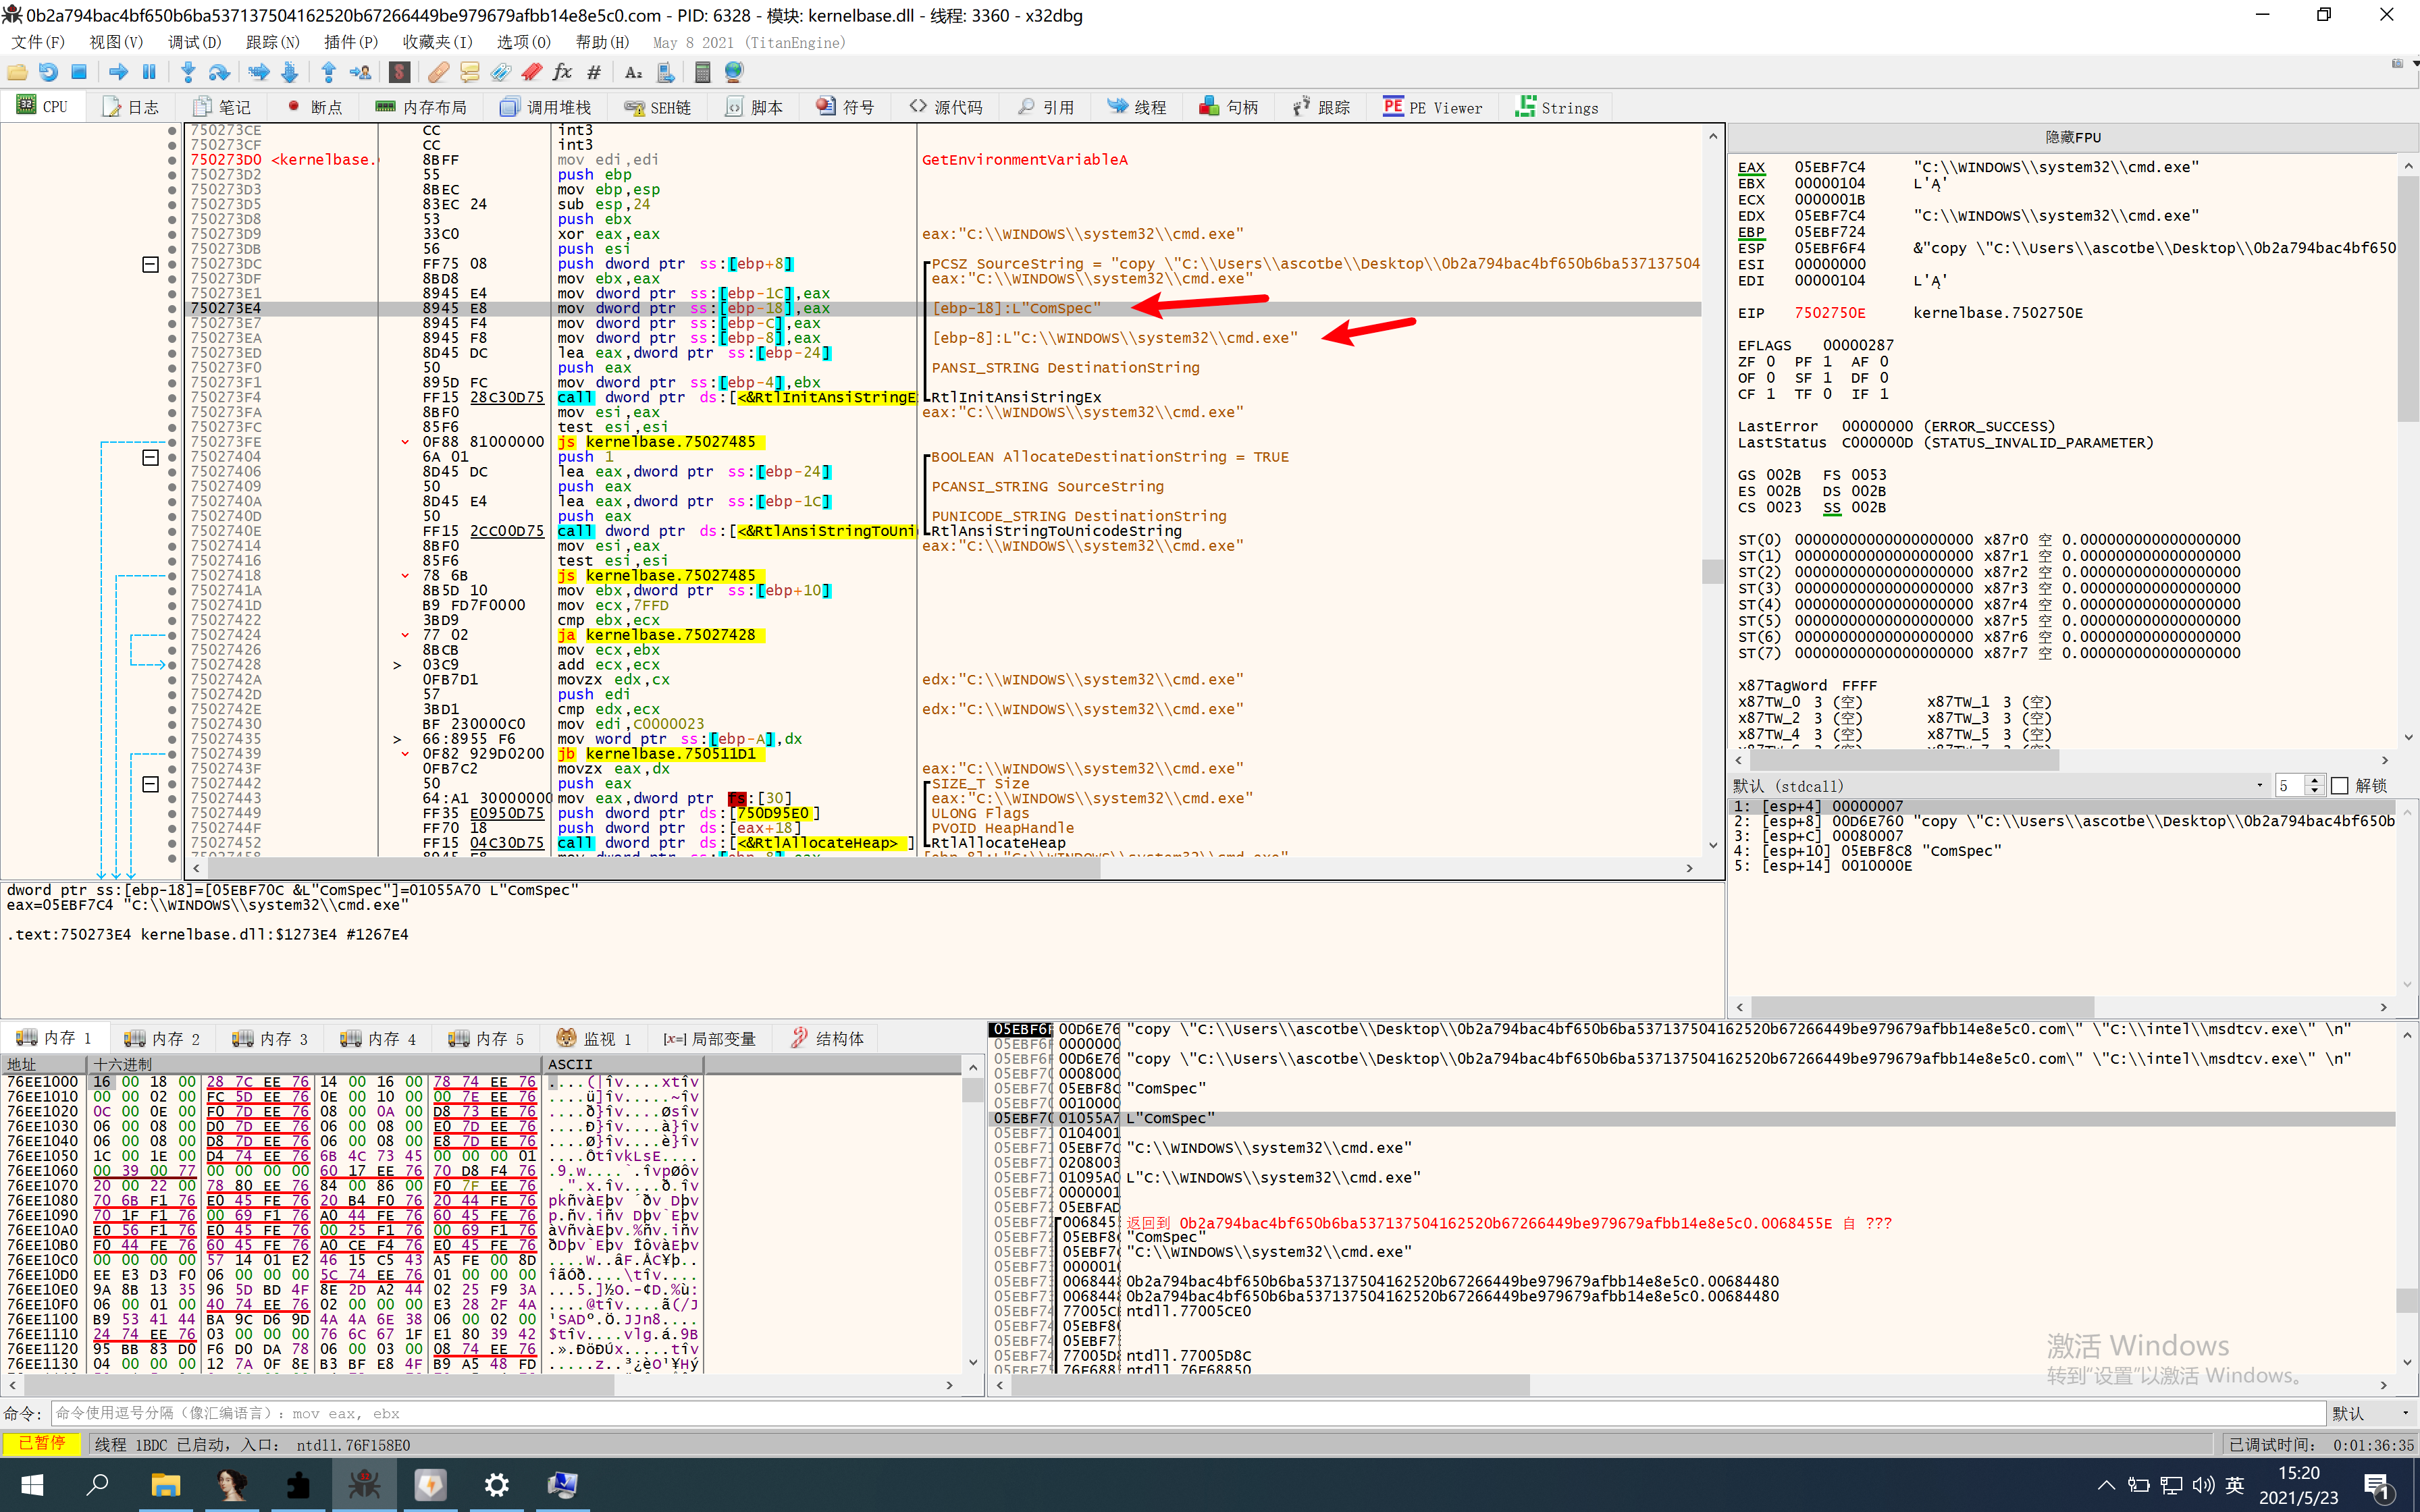 0b2a794bac4bf650b6ba537137504162520b67266449be979679afbb14e8e5c0.com - PID: 6328 - 模块: kernelbase.dll - 线程: 3360 - x32dbg
文件(F) 视图(V) 调试(D) 跟踪(N) 插件(P) 收藏夹(I) 选项(O) 帮助(H) May 8 2021 (TitanEngine)
CPU 日志 笔记 断点 内存布局 调用堆栈 SEH链 脚本 符号 源代码 引用 线程 句柄 跟踪 PE Viewer Strings
750273CE CC int3
750273CF CC int3
750273D0 <kernelbase. 8BFF mov edi,edi GetEnvironmentVariableA
750273D2 55 push ebp
750273D3 8BEC mov ebp,esp
750273D5 83EC 24 sub esp,24
750273D8 53 push ebx
750273D9 33C0 xor eax,eax eax:"C:\\WINDOWS\\system32\\cmd.exe"
750273DB 56 push esi
750273DC FF75 08 push dword ptr ss:[ebp+8] PCSZ SourceString = "copy \"C:\\Users\\ascotbe\\Desktop\\0b2a794bac4bf650b6ba537137504
750273DF 8BD8 mov ebx,eax eax:"C:\\WINDOWS\\system32\\cmd.exe"
750273E1 8945 E4 mov dword ptr ss:[ebp-1C],eax
750273E4 8945 E8 mov dword ptr ss:[ebp-18],eax [ebp-18]:L"ComSpec"
750273E7 8945 F4 mov dword ptr ss:[ebp-C],eax
750273EA 8945 F8 mov dword ptr ss:[ebp-8],eax [ebp-8]:L"C:\\WINDOWS\\system32\\cmd.exe"
750273ED 8D45 DC lea eax,dword ptr ss:[ebp-24]
750273F0 50 push eax PANSI_STRING DestinationString
750273F1 895D FC mov dword ptr ss:[ebp-4],ebx
750273F4 FF15 28C30D75 call dword ptr ds:[<&RtlInitAnsiStringE RtlInitAnsiStringEx
750273FA 8BF0 mov esi,eax eax:"C:\\WINDOWS\\system32\\cmd.exe"
750273FC 85F6 test esi,esi
750273FE 0F88 81000000 js kernelbase.75027485
75027404 6A 01 push 1 BOOLEAN AllocateDestinationString = TRUE
75027406 8D45 DC lea eax,dword ptr ss:[ebp-24]
75027409 50 push eax PCANSI_STRING SourceString
7502740A 8D45 E4 lea eax,dword ptr ss:[ebp-1C]
7502740D 50 push eax PUNICODE_STRING DestinationString
7502740E FF15 2CC00D75 call dword ptr ds:[<&RtlAnsiStringToUni RtlAnsiStringToUnicodeString
75027414 8BF0 mov esi,eax eax:"C:\\WINDOWS\\system32\\cmd.exe"
75027416 85F6 test esi,esi
75027418 78 6B js kernelbase.75027485
7502741A 8B5D 10 mov ebx,dword ptr ss:[ebp+10]
7502741D B9 FD7F0000 mov ecx,7FFD
75027422 3BD9 cmp ebx,ecx
75027424 77 02 ja kernelbase.75027428
75027426 8BCB mov ecx,ebx
75027428 > 03C9 add ecx,ecx
7502742A 0FB7D1 movzx edx,cx edx:"C:\\WINDOWS\\system32\\cmd.exe"
7502742D 57 push edi
7502742E 3BD1 cmp edx,ecx edx:"C:\\WINDOWS\\system32\\cmd.exe"
75027430 BF 230000C0 mov edi,C0000023
75027435 > 66:8955 F6 mov word ptr ss:[ebp-A],dx
75027439 0F82 929D0200 jb kernelbase.750511D1
7502743F 0FB7C2 movzx eax,dx eax:"C:\\WINDOWS\\system32\\cmd.exe"
75027442 50 push eax SIZE_T Size
75027443 64:A1 30000000 mov eax,dword ptr fs:[30] eax:"C:\\WINDOWS\\system32\\cmd.exe"
75027449 FF35 E0950D75 push dword ptr ds:[750D95E0] ULONG Flags
7502744F FF70 18 push dword ptr ds:[eax+18] PVOID HeapHandle
75027452 FF15 04C30D75 call dword ptr ds:[<&RtlAllocateHeap>] RtlAllocateHeap
dword ptr ss:[ebp-18]=[05EBF70C &L"ComSpec"]=01055A70 L"ComSpec"
eax=05EBF7C4 "C:\\WINDOWS\\system32\\cmd.exe"
.text:750273E4 kernelbase.dll:$1273E4 #1267E4
隐藏FPU
EAX 05EBF7C4 "C:\\WINDOWS\\system32\\cmd.exe"
EBX 00000104 L'Ą'
ECX 0000001B
EDX 05EBF7C4 "C:\\WINDOWS\\system32\\cmd.exe"
EBP 05EBF724
ESP 05EBF6F4 &"copy \"C:\\Users\\ascotbe\\Desktop\\0b2a794bac4bf650
ESI 00000000
EDI 00000104 L'Ą'
EIP 7502750E kernelbase.7502750E
EFLAGS 00000287
ZF 0 PF 1 AF 0
OF 0 SF 1 DF 0
CF 1 TF 0 IF 1
LastError 00000000 (ERROR_SUCCESS)
LastStatus C000000D (STATUS_INVALID_PARAMETER)
GS 002B FS 0053
ES 002B DS 002B
CS 0023 SS 002B
ST(0) 00000000000000000000 x87r0 空 0.000000000000000000
ST(1) 00000000000000000000 x87r1 空 0.000000000000000000
ST(2) 00000000000000000000 x87r2 空 0.000000000000000000
ST(3) 00000000000000000000 x87r3 空 0.000000000000000000
ST(4) 00000000000000000000 x87r4 空 0.000000000000000000
ST(5) 00000000000000000000 x87r5 空 0.000000000000000000
ST(6) 00000000000000000000 x87r6 空 0.000000000000000000
ST(7) 00000000000000000000 x87r7 空 0.000000000000000000
x87TagWord FFFF
x87TW_0 3 (空) x87TW_1 3 (空)
x87TW_2 3 (空) x87TW_3 3 (空)
x87TW_4 3 (空) x87TW_5 3 (空)
默认 (stdcall) 5 解锁
1: [esp+4] 00000007
2: [esp+8] 00D6E760 "copy \"C:\\Users\\ascotbe\\Desktop\\0b2a794bac4bf650b
3: [esp+c] 00080007
4: [esp+10] 05EBF8C8 "ComSpec"
5: [esp+14] 0010000E
内存 1 内存 2 内存 3 内存 4 内存 5 监视 1 局部变量 结构体
地址 十六进制 ASCII
76EE1000 16 00 18 00 28 7C EE 76 14 00 16 00 78 74 EE 76 ....(|îv....xtîv
76EE1010 00 00 02 00 FC 5D EE 76 0E 00 10 00 00 7E EE 76 ....ü]îv.....~îv
76EE1020 0C 00 0E 00 F0 7D EE 76 08 00 0A 00 D8 73 EE 76 ....ð}îv....Øsîv
76EE1030 06 00 08 00 D0 7D EE 76 06 00 08 00 E0 7D EE 76 ....Ð}îv....à}îv
76EE1040 06 00 08 00 D8 7D EE 76 06 00 08 00 E8 7D EE 76 ....Ø}îv....è}îv
76EE1050 1C 00 1E 00 D4 74 EE 76 6B 4C 73 45 00 00 00 01 ....ÔtîvkLsE....
76EE1060 00 39 00 77 00 00 00 00 60 17 EE 76 70 D8 F4 76 .9.w....`.îvpØôv
76EE1070 20 00 22 00 78 80 EE 76 84 00 86 00 F0 7F EE 76 .".x.îv....ð.îv
76EE1080 70 6B F1 76 E0 45 FE 76 20 B4 F0 76 20 44 FE 76 pkñvàEþv ´ðv Dþv
76EE1090 70 1F F1 76 00 69 F1 76 A0 44 FE 76 60 45 FE 76 p.ñv.iñv Dþv`Eþv
76EE10A0 E0 56 F1 76 E0 45 FE 76 00 25 F1 76 00 69 F1 76 àVñvàEþv.%ñv.iñv
76EE10B0 F0 44 FE 76 60 45 FE 76 A0 CE F4 76 E0 45 FE 76 ðDþv`Eþv ÎôvàEþv
76EE10C0 00 00 00 00 57 14 01 E2 46 15 C5 43 A5 FE 00 8D ....W..âF.ÅC¥þ..
76EE10D0 EE E3 D3 F0 06 00 00 00 5C 74 EE 76 01 00 00 00 îãÓð....\tîv....
76EE10E0 9A 8B 13 35 96 5D BD 4F 8E 2D A2 44 02 25 F9 3A ...5.]½O.-¢D.%ù:
76EE10F0 06 00 01 00 40 74 EE 76 02 00 00 00 E3 28 2F 4A ....@tîv....ã(/J
76EE1100 B9 53 41 44 BA 9C D6 9D 4A 4A 6E 38 06 00 02 00 ¹SADº.Ö.JJn8....
76EE1110 24 74 EE 76 03 00 00 00 76 6C 67 1F E1 80 39 42 $tîv....vlg.á.9B
76EE1120 95 BB 83 D0 F6 D0 DA 78 06 00 03 00 08 74 EE 76 .».ÐöÐÚx.....tîv
76EE1130 04 00 00 00 12 7A 0F 8E B3 BF E8 4F B9 A5 48 FD .....z..³¿èO¹¥Hý
05EBF6F 00D6E76 "copy \"C:\\Users\\ascotbe\\Desktop\\0b2a794bac4bf650b6ba537137504162520b67266449be979679afbb14e8e5c0.com\" \"C:\\intel\\msdtcv.exe\" \n"
05EBF6F 0000000
05EBF6F 00D6E76 "copy \"C:\\Users\\ascotbe\\Desktop\\0b2a794bac4bf650b6ba537137504162520b67266449be979679afbb14e8e5c0.com\" \"C:\\intel\\msdtcv.exe\" \n"
05EBF70 0008000
05EBF70 05EBF8C "ComSpec"
05EBF70 0010000
05EBF70 01055A7 L"ComSpec"
05EBF71 0104001
05EBF71 05EBF7C "C:\\WINDOWS\\system32\\cmd.exe"
05EBF71 0208003
05EBF71 01095A0 L"C:\\WINDOWS\\system32\\cmd.exe"
05EBF72 0000001
05EBF72 05EBFAD
05EBF72 006845 返回到 0b2a794bac4bf650b6ba537137504162520b67266449be979679afbb14e8e5c0.0068455E 自 ???
05EBF72 05EBF8 "ComSpec"
05EBF73 05EBF7 "C:\\WINDOWS\\system32\\cmd.exe"
05EBF73 000001
05EBF73 006844 0b2a794bac4bf650b6ba537137504162520b67266449be979679afbb14e8e5c0.00684480
05EBF73 006844 0b2a794bac4bf650b6ba537137504162520b67266449be979679afbb14e8e5c0.00684480
05EBF74 77005C ntdll.77005CE0
05EBF74 05EBF8
05EBF74 05EBF7
05EBF74 77005D ntdll.77005D8C
05EBF75 76F688 ntdll.76F68850
激活 Windows
转到"设置"以激活 Windows。
命令: 命令使用逗号分隔（像汇编语言）: mov eax, ebx 默认
已暂停 线程 1BDC 已启动，入口: ntdll.76F158E0 已调试时间: 0:01:36:35
英 15:20
2021/5/23 1